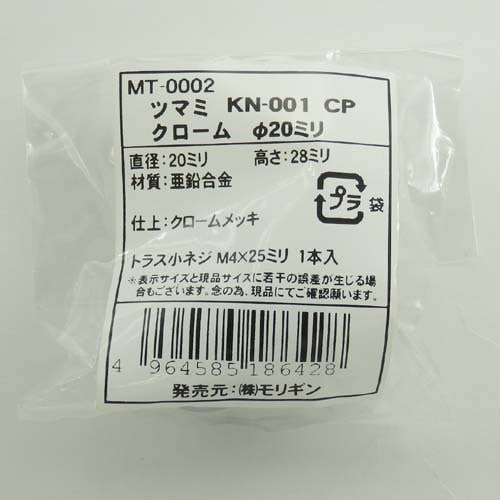 MT-0002
ツマミ KN-001 CP
クローム φ20ミリ
直径:20ミリ 高さ:28ミリ
材質:亜鉛合金
プラ 袋
仕上:クロームメッキ
トラス小ネジ M4×25ミリ 1本入
※表示サイズと現品サイズに若干の誤差が生じる場
合もございます。念の為、現品にてご確認願います。
4 964585 186428
発売元:㈱モリギン